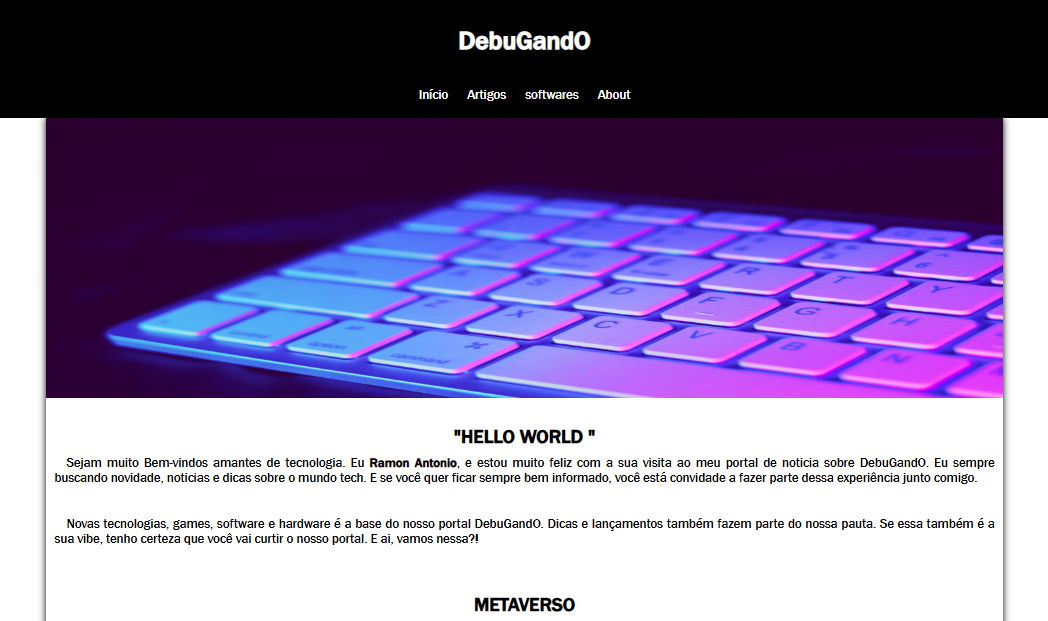 DebuGandO
Início Artigos softwares About
R T Y
A S D F G H
Z X C V B N
option command ⌘
"HELLO WORLD "
Sejam muito Bem-vindos amantes de tecnologia. Eu Ramon Antonio, e estou muito feliz com a sua visita ao meu portal de noticia sobre DebuGandO. Eu sempre
buscando novidade, noticias e dicas sobre o mundo tech. E se você quer ficar sempre bem informado, você está convidade a fazer parte dessa experiência junto comigo.
Novas tecnologias, games, software e hardware é a base do nosso portal DebuGandO. Dicas e lançamentos também fazem parte do nossa pauta. Se essa também é a
sua vibe, tenho certeza que você vai curtir o nosso portal. E ai, vamos nessa?!
METAVERSO